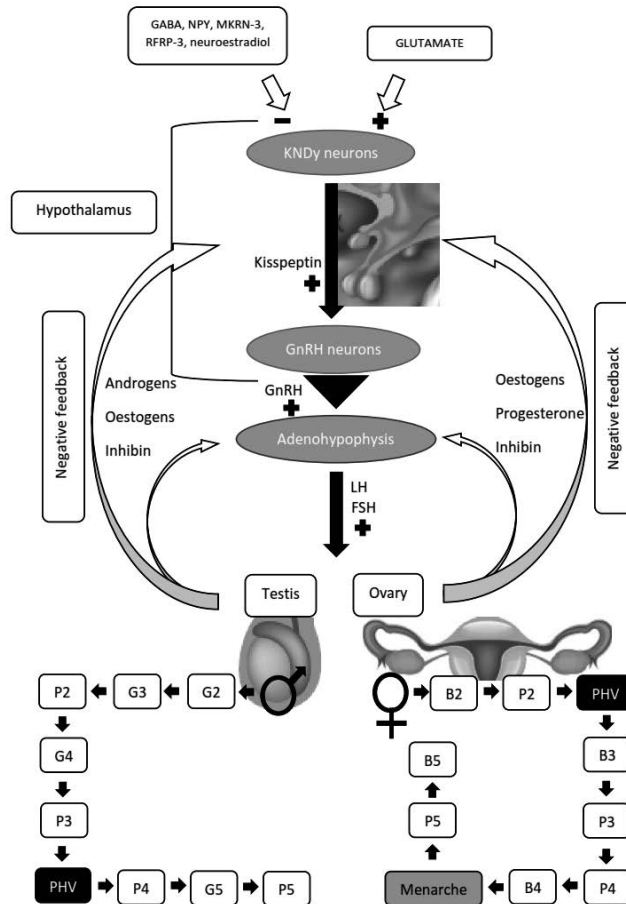 GABA, NPY, MKRN-3,
RFRP-3, neuroestradiol
GLUTAMATE
KNDy neurons
Hypothalamus
Kisspeptin
GnRH neurons
GnRH
Adenohypophysis
Negative feedback
Androgens
Oestogens
Inhibin
Oestogens
Progesterone
Inhibin
Negative feedback
LH
FSH
Testis
Ovary
G2
G3
P2
G4
P3
PHV
P4
G5
P5
B2
P2
PHV
B3
P3
P4
B4
Menarche
P5
B5